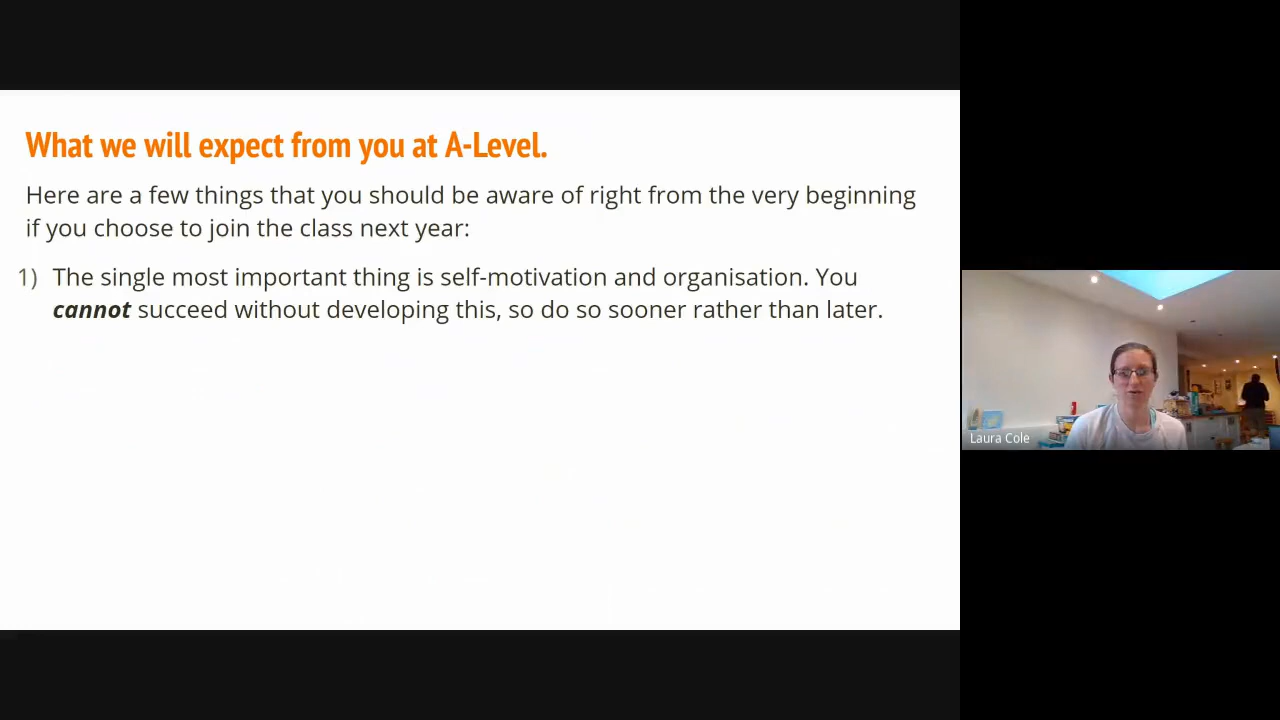 What we will expect from you at A-Level.
Here are a few things that you should be aware of right from the very beginning
if you choose to join the class next year:
1) The single most important thing is self-motivation and organisation. You
cannot succeed without developing this, so do so sooner rather than later.
Laura Cole